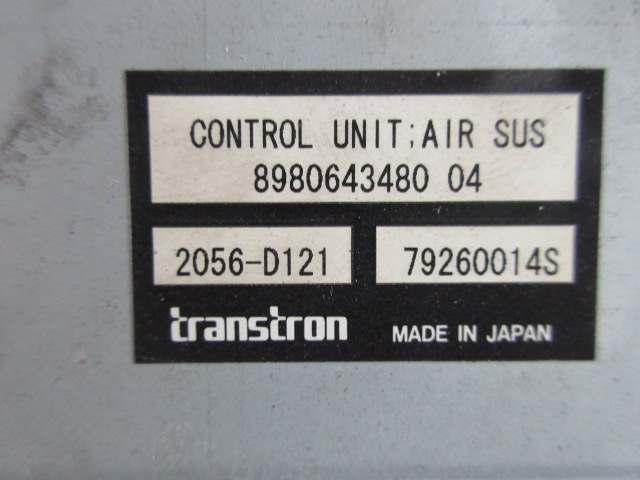 CONTROL UNIT;AIR SUS
8980643480 04
2056-D121 79260014S
transtron MADE IN JAPAN